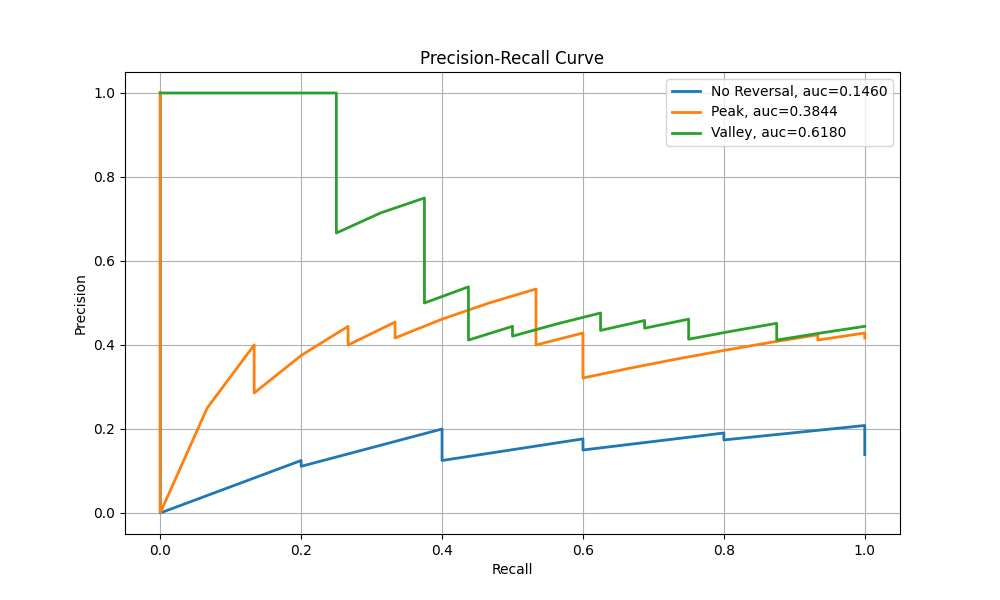 Precision-Recall Curve
No Reversal, auc=0.1460
Peak, auc=0.3844
Valley, auc=0.6180
Precision
1.0
0.8
0.6
0.4
0.2
0.0
0.0 0.2 0.4 0.6 0.8 1.0
Recall